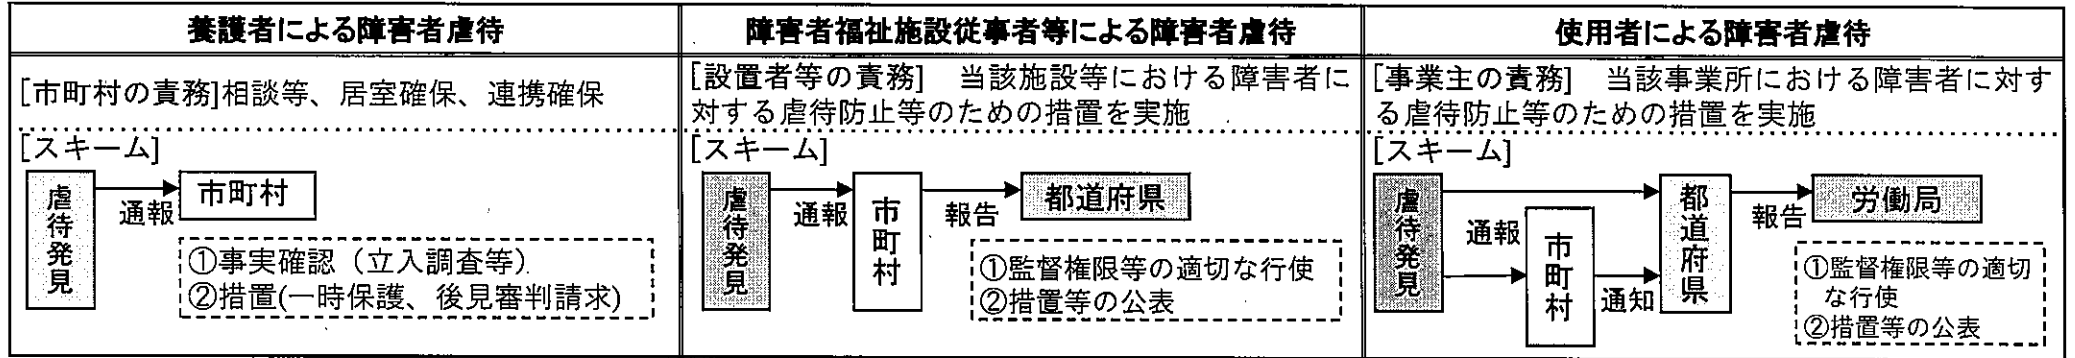 養護者による障害者虐待
[市町村の責務]相談等、居室確保、連携確保
[スキーム]
虐待発見
通報
市町村
①事実確認（立入調査等）
②措置(一時保護、後見審判請求)
障害者福祉施設従事者等による障害者虐待
[設置者等の責務]　当該施設等における障害者に
対する虐待防止等のための措置を実施
[スキーム]
虐待発見
通報
市町村
報告
都道府県
①監督権限等の適切な行使
②措置等の公表
使用者による障害者虐待
[事業主の責務]　当該事業所における障害者に対す
る虐待防止等のための措置を実施
[スキーム]
虐待発見
通報
市町村
通知
都道府県
報告
労働局
①監督権限等の適切
な行使
②措置等の公表